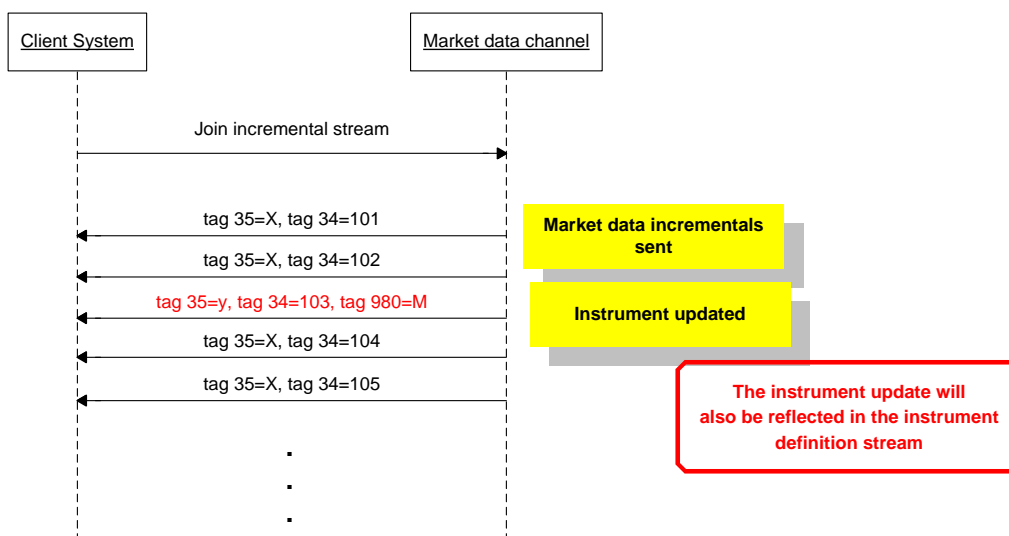 Client System
Market data channel
Join incremental stream
tag 35=X, tag 34=101
Market data incrementals
sent
tag 35=X, tag 34=102
tag 35=y, tag 34=103, tag 980=M
Instrument updated
tag 35=X, tag 34=104
tag 35=X, tag 34=105
The instrument update will
also be reflected in the instrument
definition stream
.
.
.